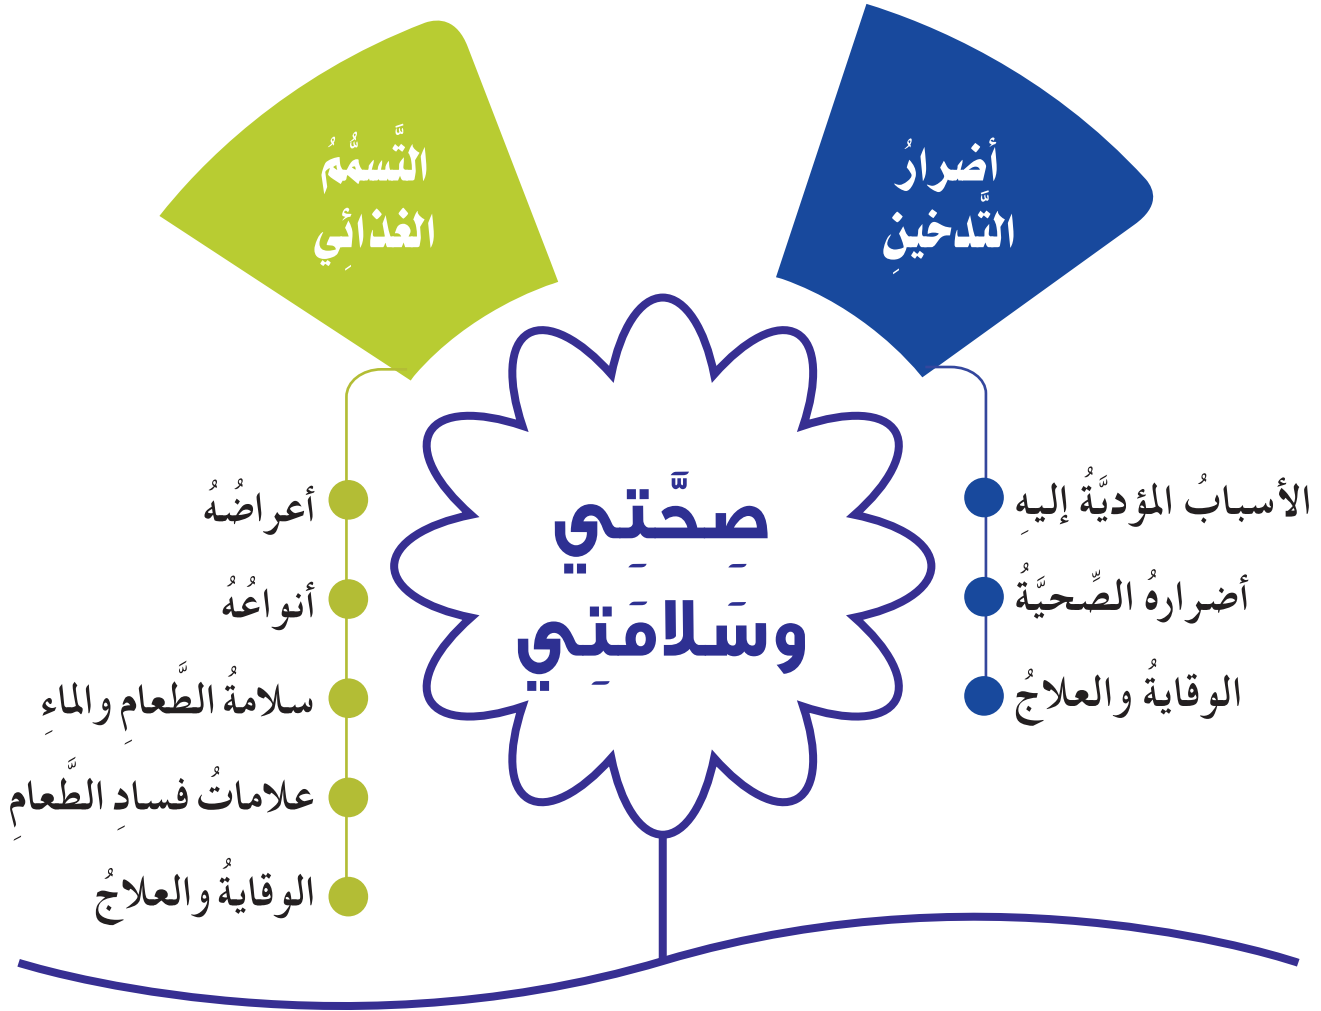 أضرارُ
التَّدخينِ
الأسبابُ المؤديَّةُ إليهِ
أضرارهُ الصِّحيَّةُ
الوقايةُ والعلاجُ
صِحَّتِي
وسَلامَتِي
التَّسمُّمُ
الغذائِي
أعراضُهُ
أنواعُهُ
سلامةُ الطَّعامِ والماءِ
علاماتُ فسادِ الطَّعامِ
الوقايةُ والعلاجُ